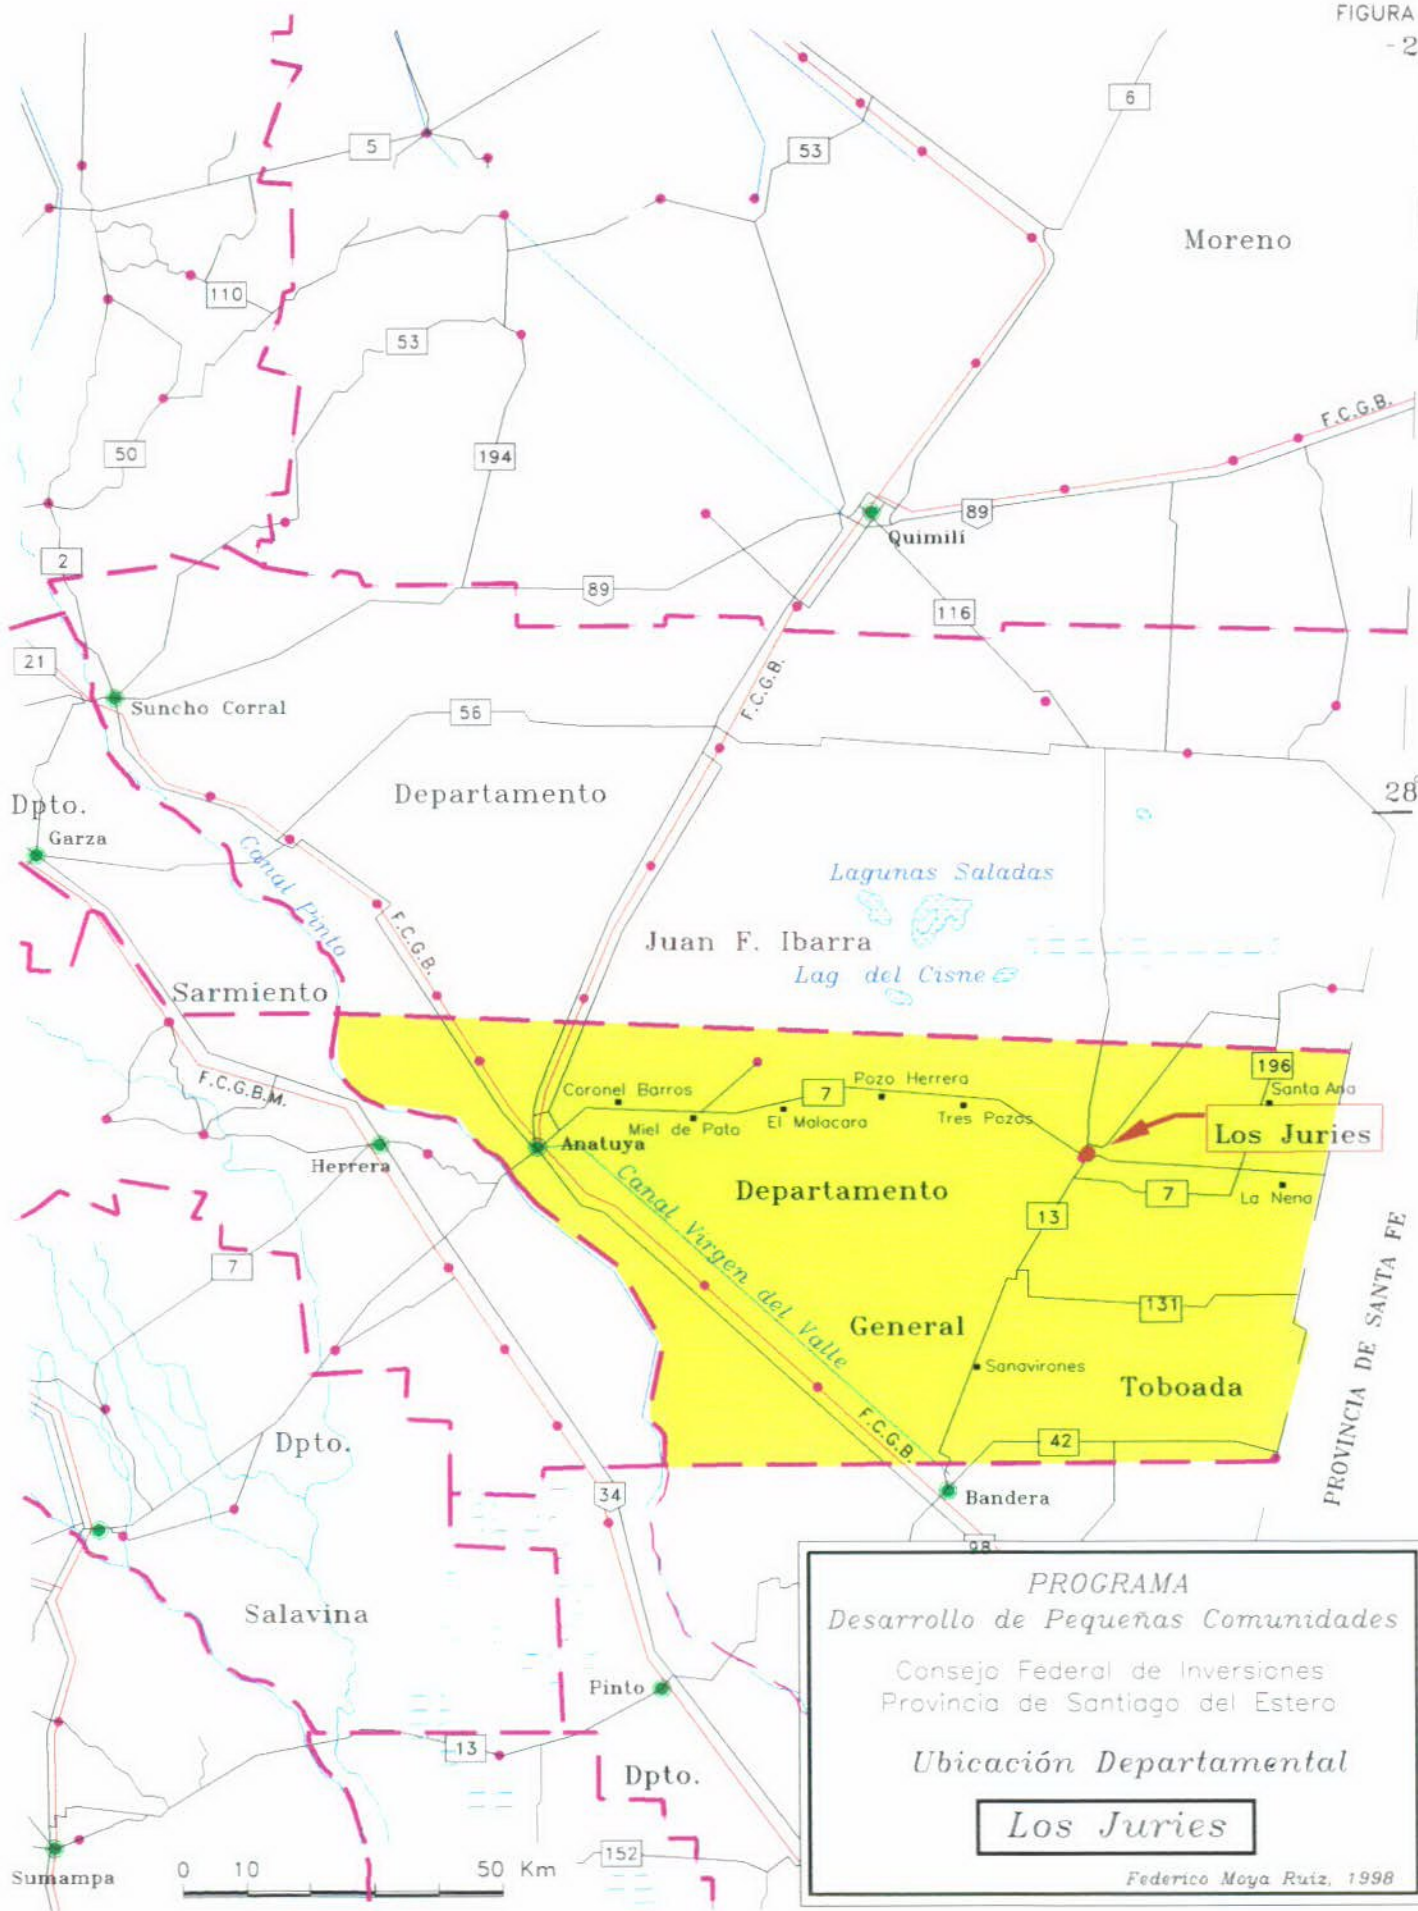 FIGURA
- 2
6
5
53
Moreno
110
53
F.C.G.B.
50
194
89
Quimilí
2
89
116
21
F.C.G.B.
Suncho Corral
56
Departamento
28°
Dpto.
Garza
Canal Pinto
Lagunas Saladas
F.C.G.B.
Juan F. Ibarra
Lag del Cisne
Sarmiento
F.C.G.B.M.
196
Coronel Barros
7
Pozo Herrera
Santa Ana
Miel de Pato
El Malacara
Tres Pozos
Los Juries
Anatuya
Herrera
Canal Virgen del Valle
Departamento
7
La Nena
13
PROVINCIA DE SANTA FE
7
131
General
Sanavirones
Toboada
F.C.G.B.
42
Dpto.
34
Bandera
98
Salavina
Pinto
13
Dpto.
152
Sumampa
0 10 50 Km
PROGRAMA
Desarrollo de Pequeñas Comunidades
Consejo Federal de Inversiones
Provincia de Santiago del Estero
Ubicación Departamental
Los Juries
Federico Moya Ruiz, 1998